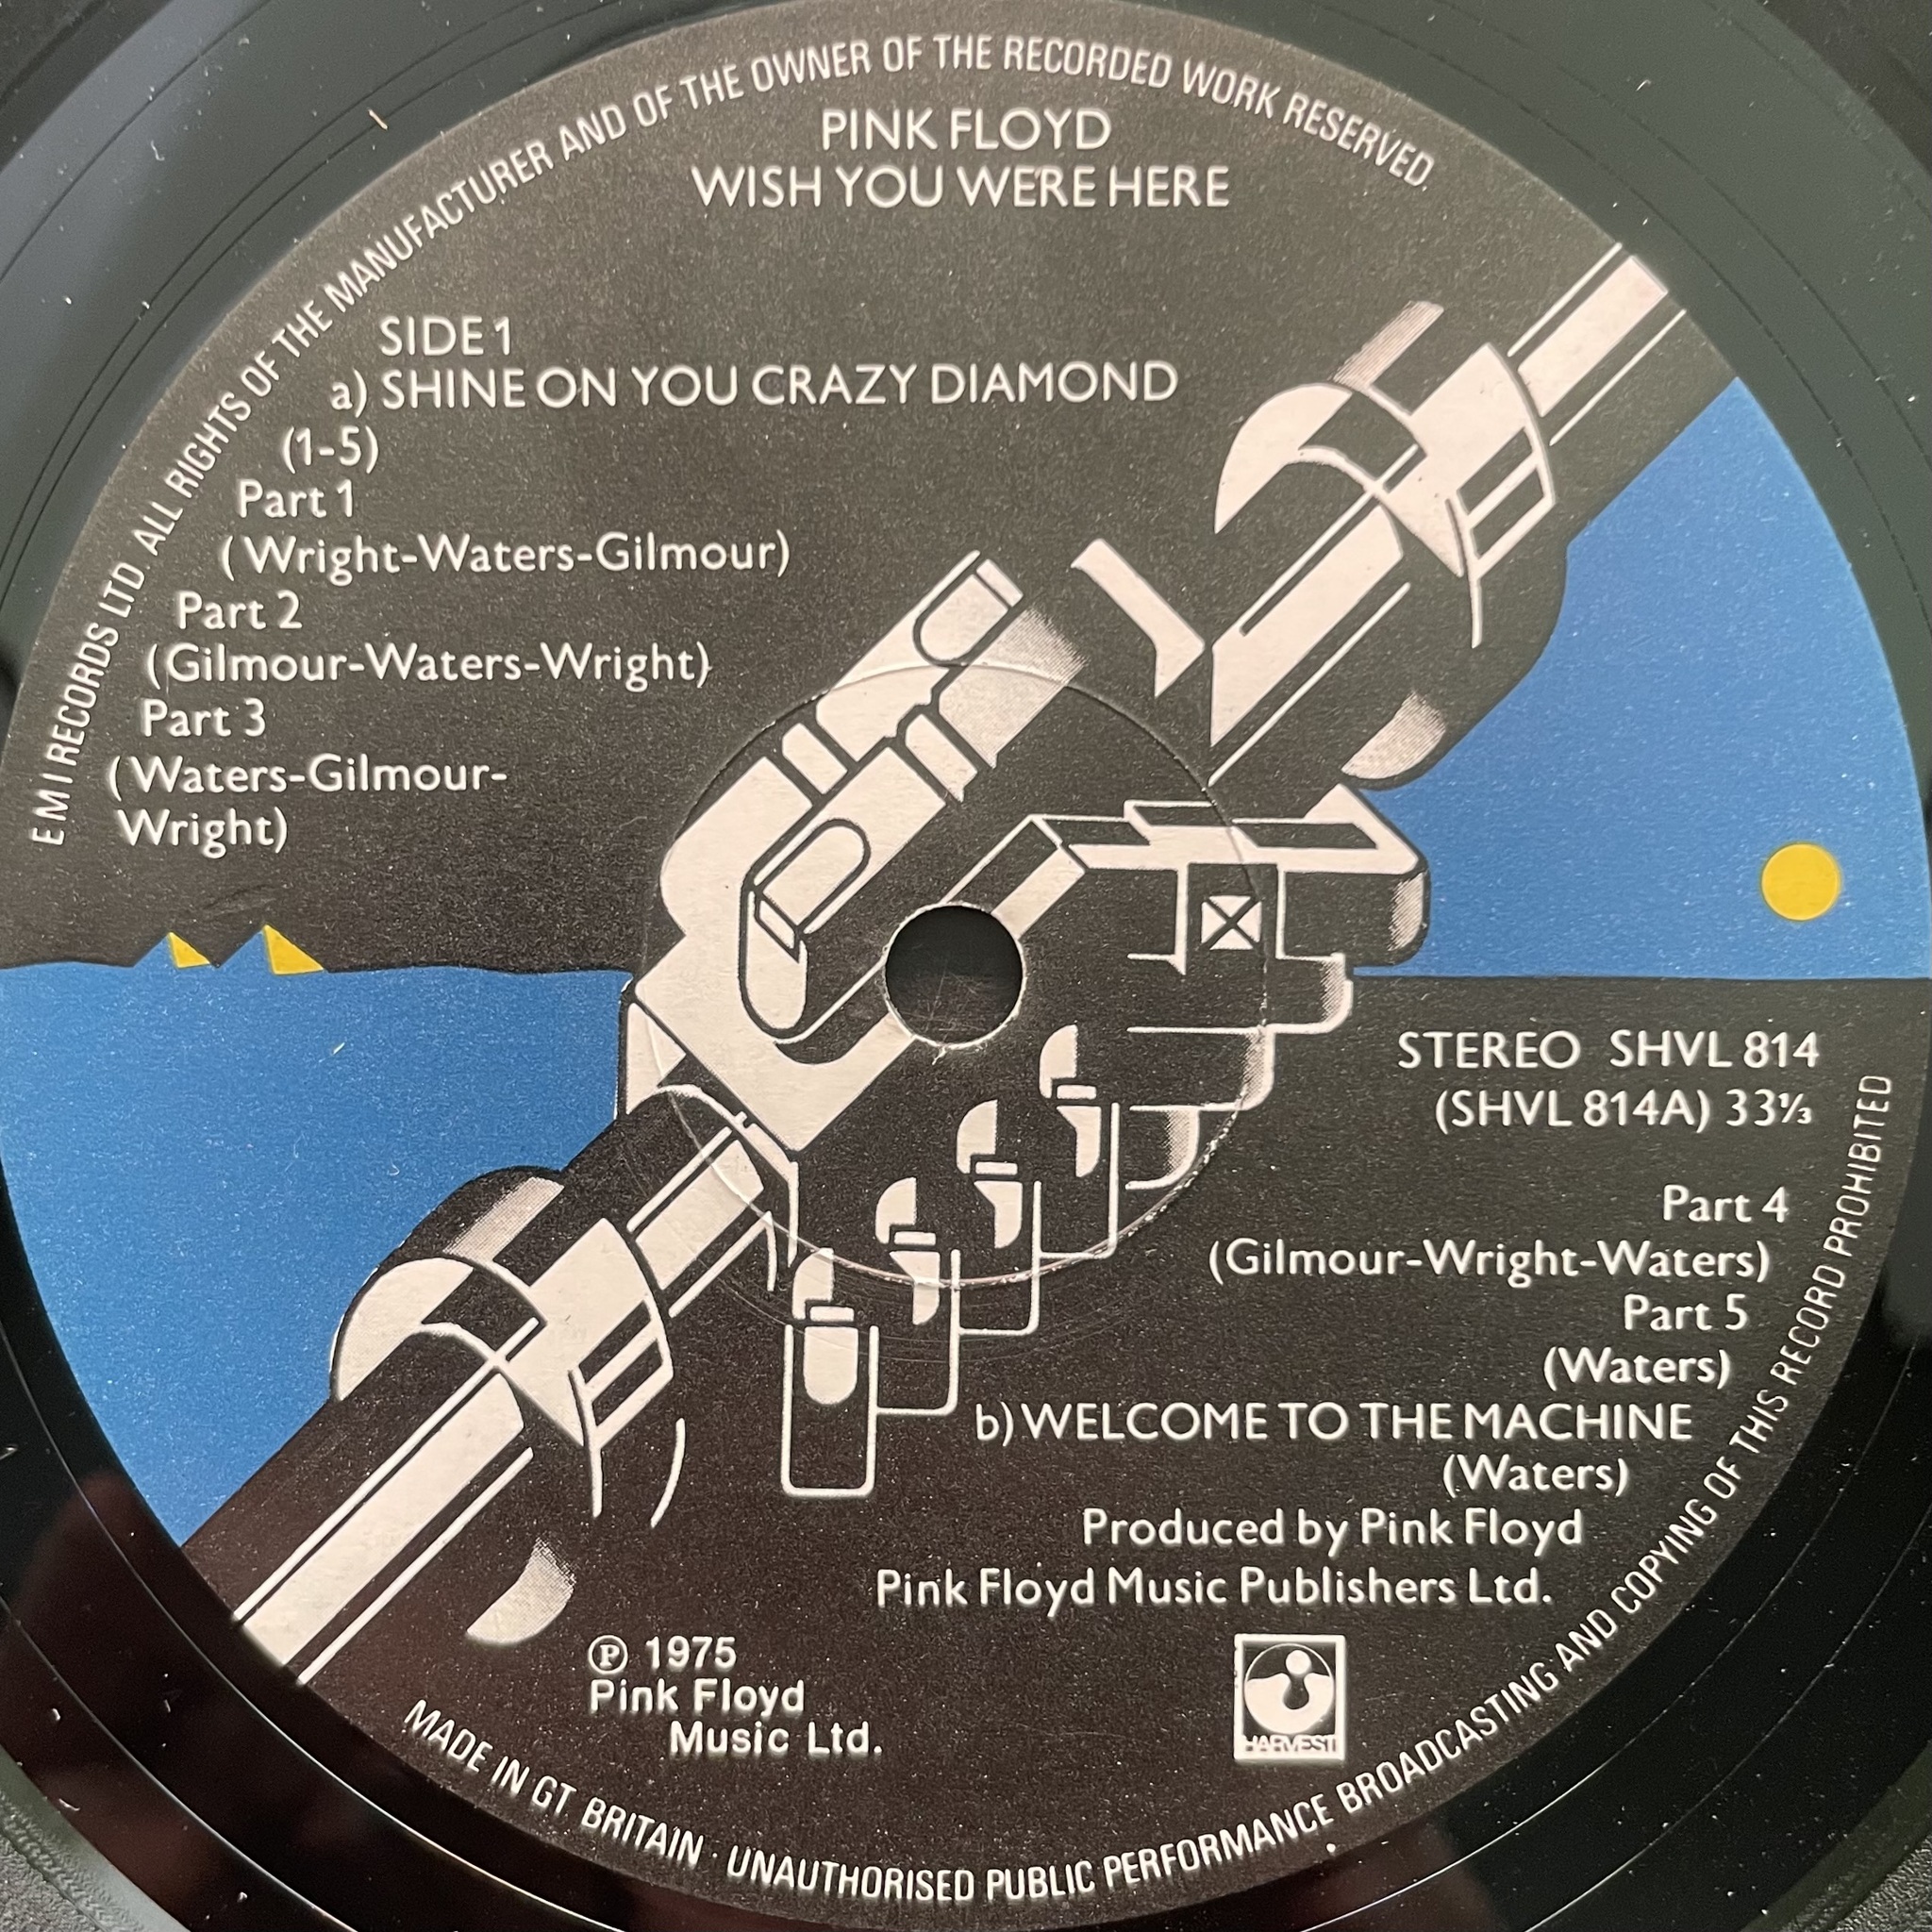 E M I RECORDS LTD. ALL RIGHTS OF THE MANUFACTURER AND OF THE OWNER OF THE RECORDED WORK RESERVED.
PINK FLOYD
WISH YOU WERE HERE
SIDE 1
a) SHINE ON YOU CRAZY DIAMOND
(1-5)
Part 1
(Wright-Waters-Gilmour)
Part 2
(Gilmour-Waters-Wright)
Part 3
(Waters-Gilmour-
Wright)
STEREO SHVL 814
(SHVL 814A) 33⅓
Part 4
(Gilmour-Wright-Waters)
Part 5
(Waters)
b) WELCOME TO THE MACHINE
(Waters)
Produced by Pink Floyd
Pink Floyd Music Publishers Ltd.
℗ 1975
Pink Floyd
Music Ltd.
HARVEST
MADE IN GT. BRITAIN · UNAUTHORISED PUBLIC PERFORMANCE BROADCASTING AND COPYING OF THIS RECORD PROHIBITED